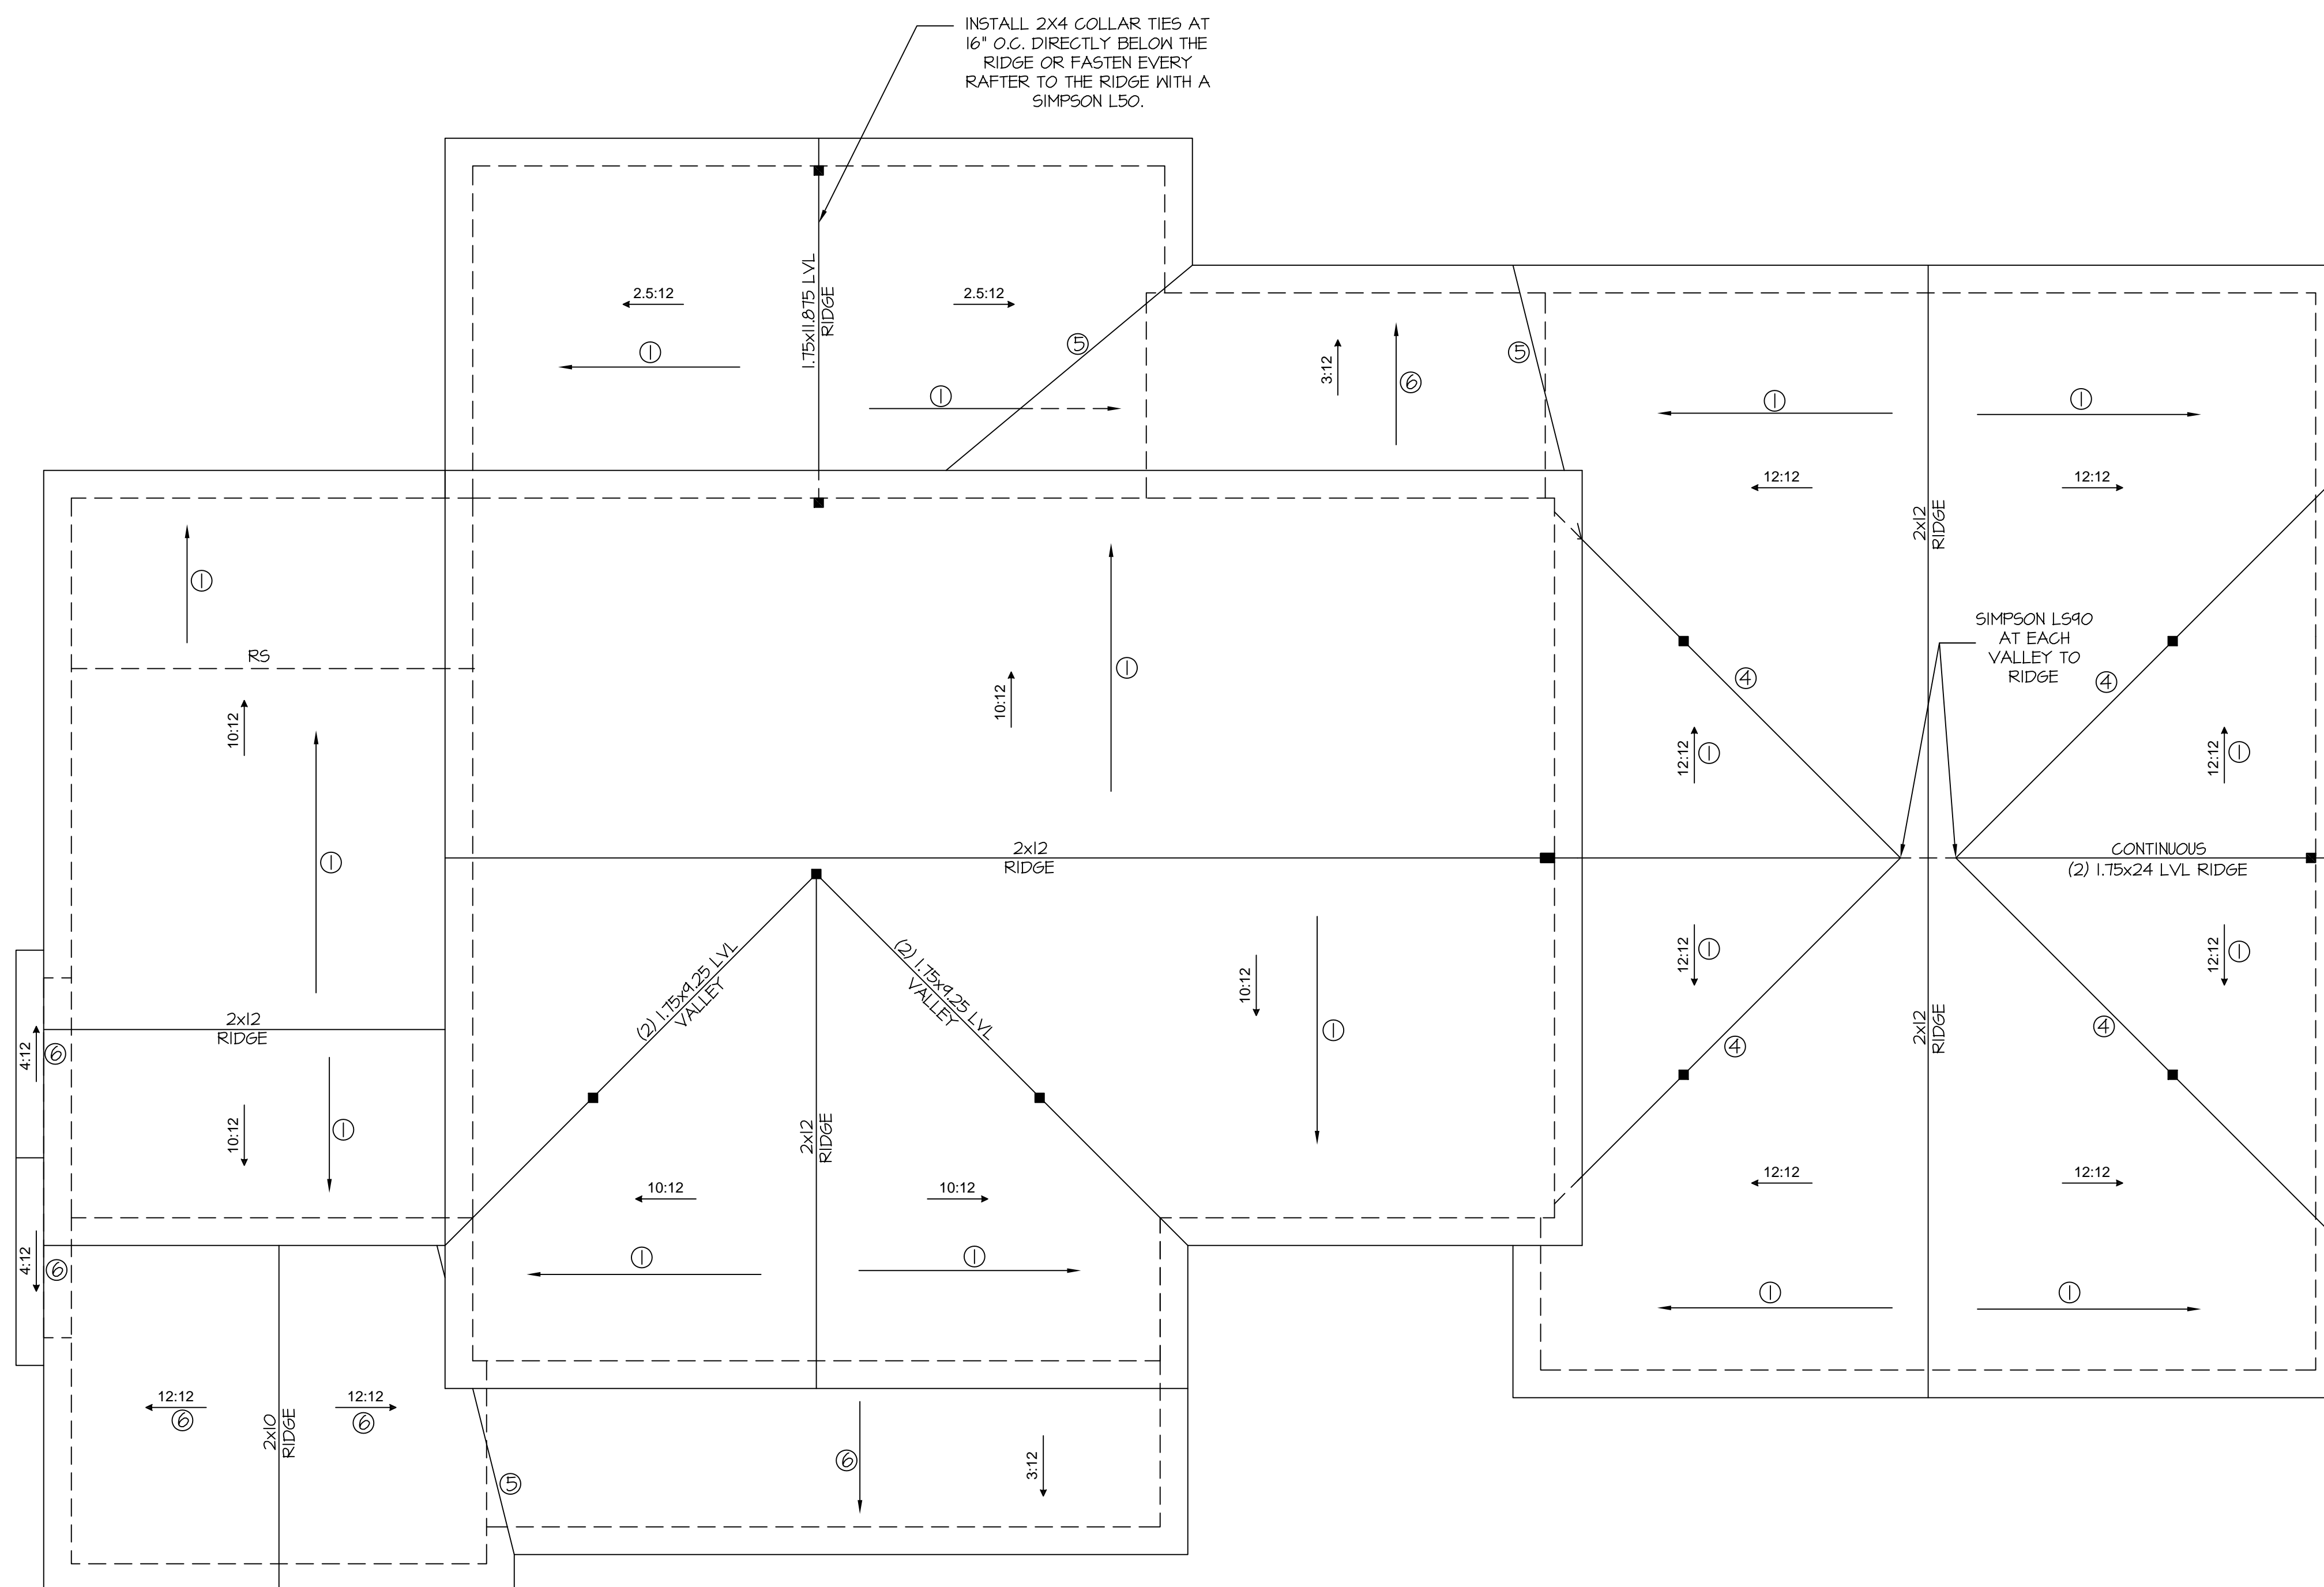 INSTALL 2X4 COLLAR TIES AT
16" O.C. DIRECTLY BELOW THE
RIDGE OR FASTEN EVERY
RAFTER TO THE RIDGE WITH A
SIMPSON L50.
2.5:12
2.5:12
1.75x11.875 LVL
RIDGE
1
1
5
3:12
6
5
1
1
12:12
12:12
2x12
RIDGE
1
RS
10:12
1
10:12
1
SIMPSON LS90
AT EACH
VALLEY TO
RIDGE
4
4
12:12
1
12:12
1
2x12
RIDGE
CONTINUOUS
(2) 1.75x24 LVL RIDGE
(2) 1.75x9.25 LVL
VALLEY
(2) 1.75x9.25 LVL
VALLEY
10:12
1
12:12
1
12:12
1
2x12
RIDGE
4:12
6
2x12
RIDGE
4
4
10:12
1
2x12
RIDGE
10:12
10:12
12:12
12:12
4:12
6
1
1
1
1
12:12
6
12:12
6
2x10
RIDGE
5
6
3:12